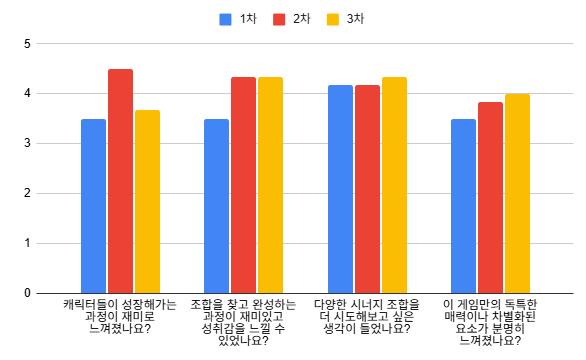 1차 2차 3차
5
4
3
2
1
0
캐릭터들이 성장해가는
과정이 재미로
느껴졌나요?
조합을 찾고 완성하는
과정이 재미있고
성취감을 느낄 수
있었나요?
다양한 시너지 조합을
더 시도해보고 싶은
생각이 들었나요?
이 게임만의 독특한
매력이나 차별화된
요소가 분명히
느껴졌나요?